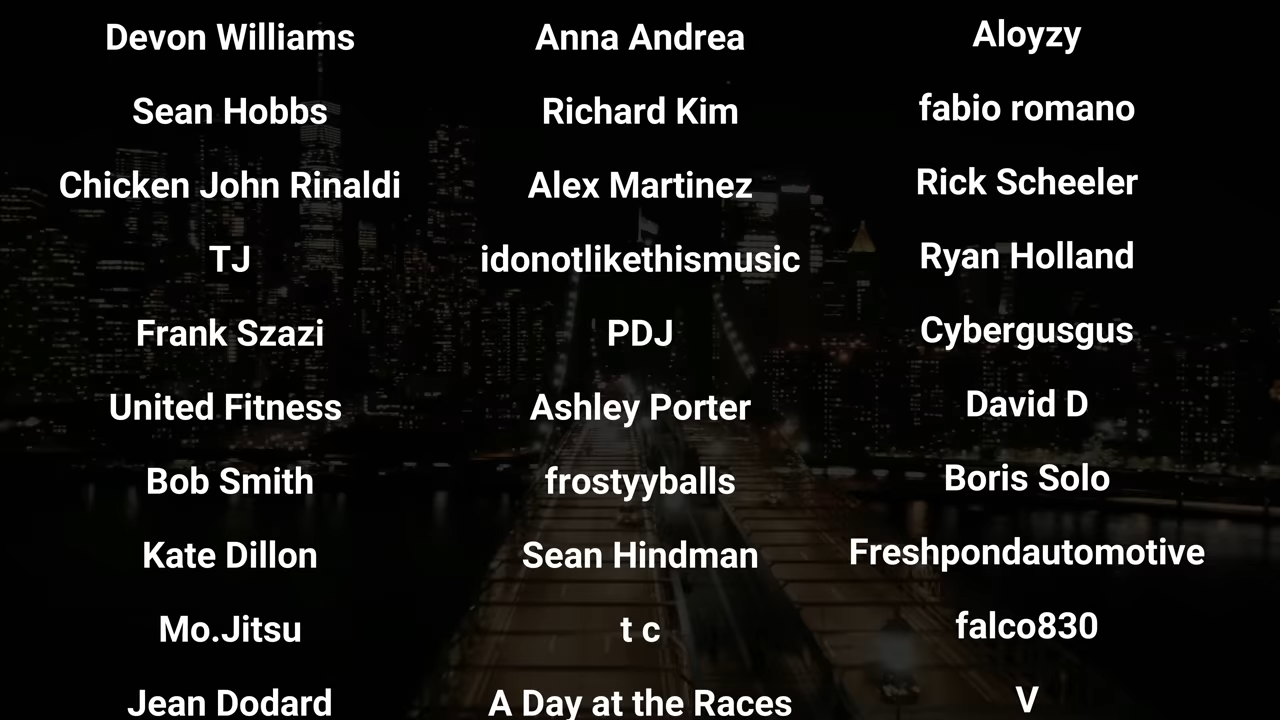 Devon Williams
Sean Hobbs
Chicken John Rinaldi
TJ
Frank Szazi
United Fitness
Bob Smith
Kate Dillon
Mo.Jitsu
Jean Dodard
Anna Andrea
Richard Kim
Alex Martinez
idonotlikethismusic
PDJ
Ashley Porter
frostyyballs
Sean Hindman
t c
A Day at the Races
Aloyzy
fabio romano
Rick Scheeler
Ryan Holland
Cybergusgus
David D
Boris Solo
Freshpondautomotive
falco830
V